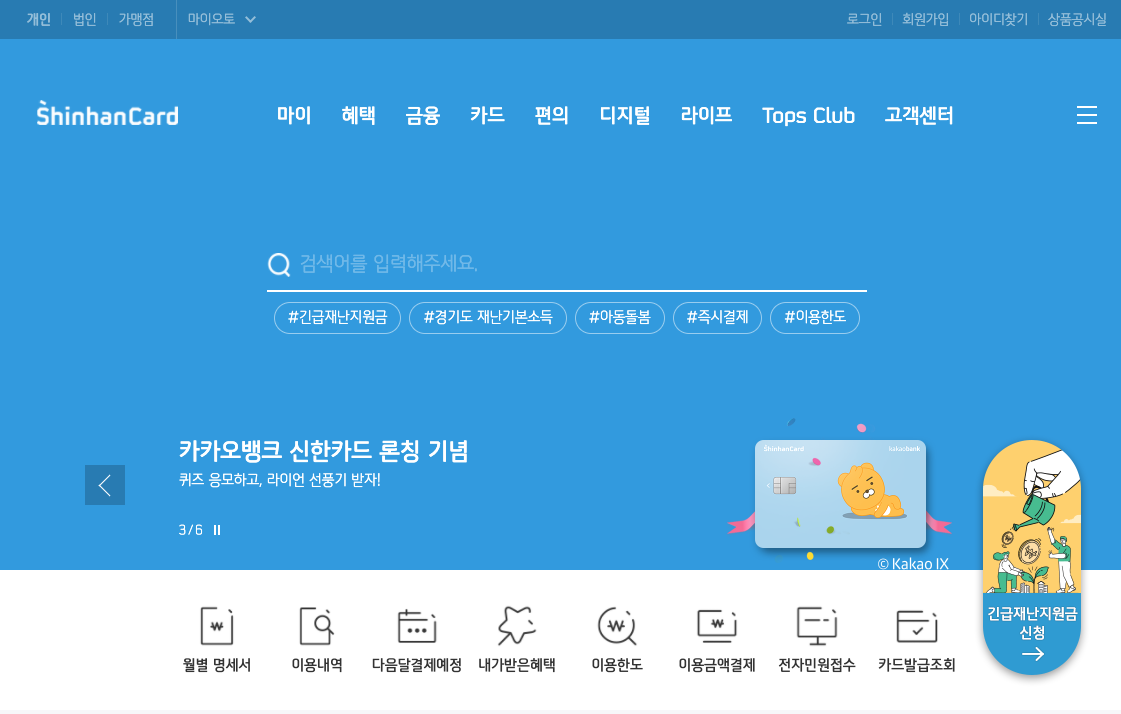 개인 법인 가맹점 마이오토 로그인 회원가입 아이디찾기 상품공시실
ShinhanCard 마이 혜택 금융 카드 편의 디지털 라이프 Tops Club 고객센터
검색어를 입력해주세요.
#긴급재난지원금 #경기도 재난기본소득 #아동돌봄 #즉시결제 #이용한도
카카오뱅크 신한카드 론칭 기념
퀴즈 응모하고, 라이언 선풍기 받자!
3/6
ShinhanCard kakaobank
© Kakao IX
긴급재난지원금
신청
월별 명세서 이용내역 다음달결제예정 내가받은혜택 이용한도 이용금액결제 전자민원접수 카드발급조회